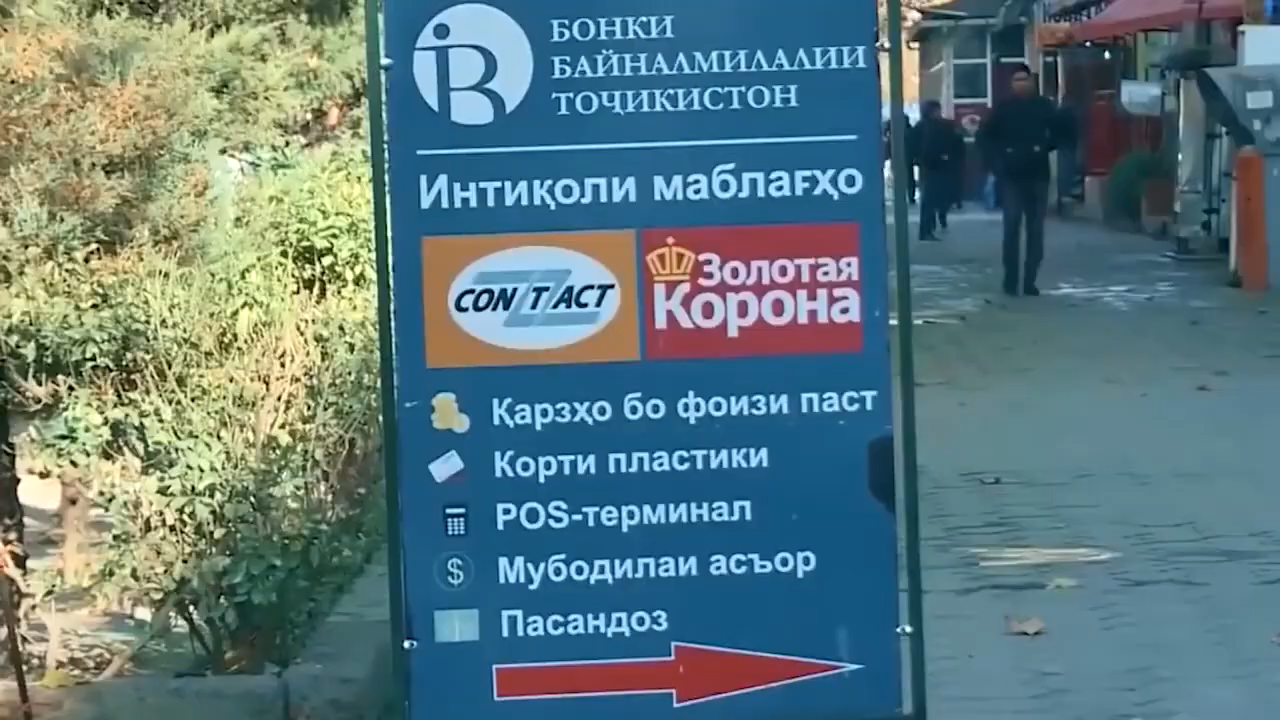 БОНКИ
БАЙНАЛМИЛАЛИИ
ТОҶИКИСТОН
Интиқоли маблағҳо
CONTACT
Золотая
Корона
Қарзҳо бо фоизи паст
Корти пластики
POS-терминал
Мубодилаи асъор
Пасандоз